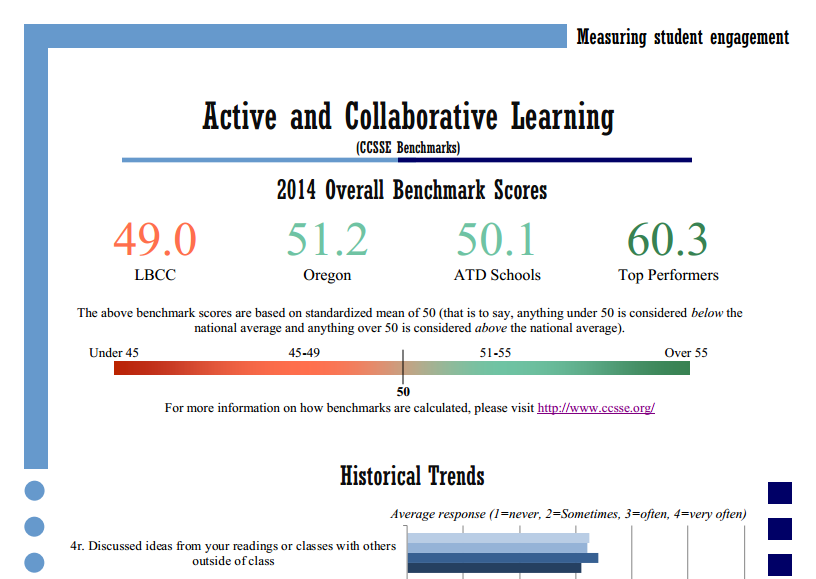 Measuring student engagement
Active and Collaborative Learning
(CCSSE Benchmarks)
2014 Overall Benchmark Scores
49.0 51.2 50.1 60.3
LBCC Oregon ATD Schools Top Performers
The above benchmark scores are based on standardized mean of 50 (that is to say, anything under 50 is considered below the
national average and anything over 50 is considered above the national average).
Under 45 45-49 51-55 Over 55
50
For more information on how benchmarks are calculated, please visit http://www.ccsse.org/
Historical Trends
Average response (1=never, 2=Sometimes, 3=often, 4=very often)
4r. Discussed ideas from your readings or classes with others
outside of class